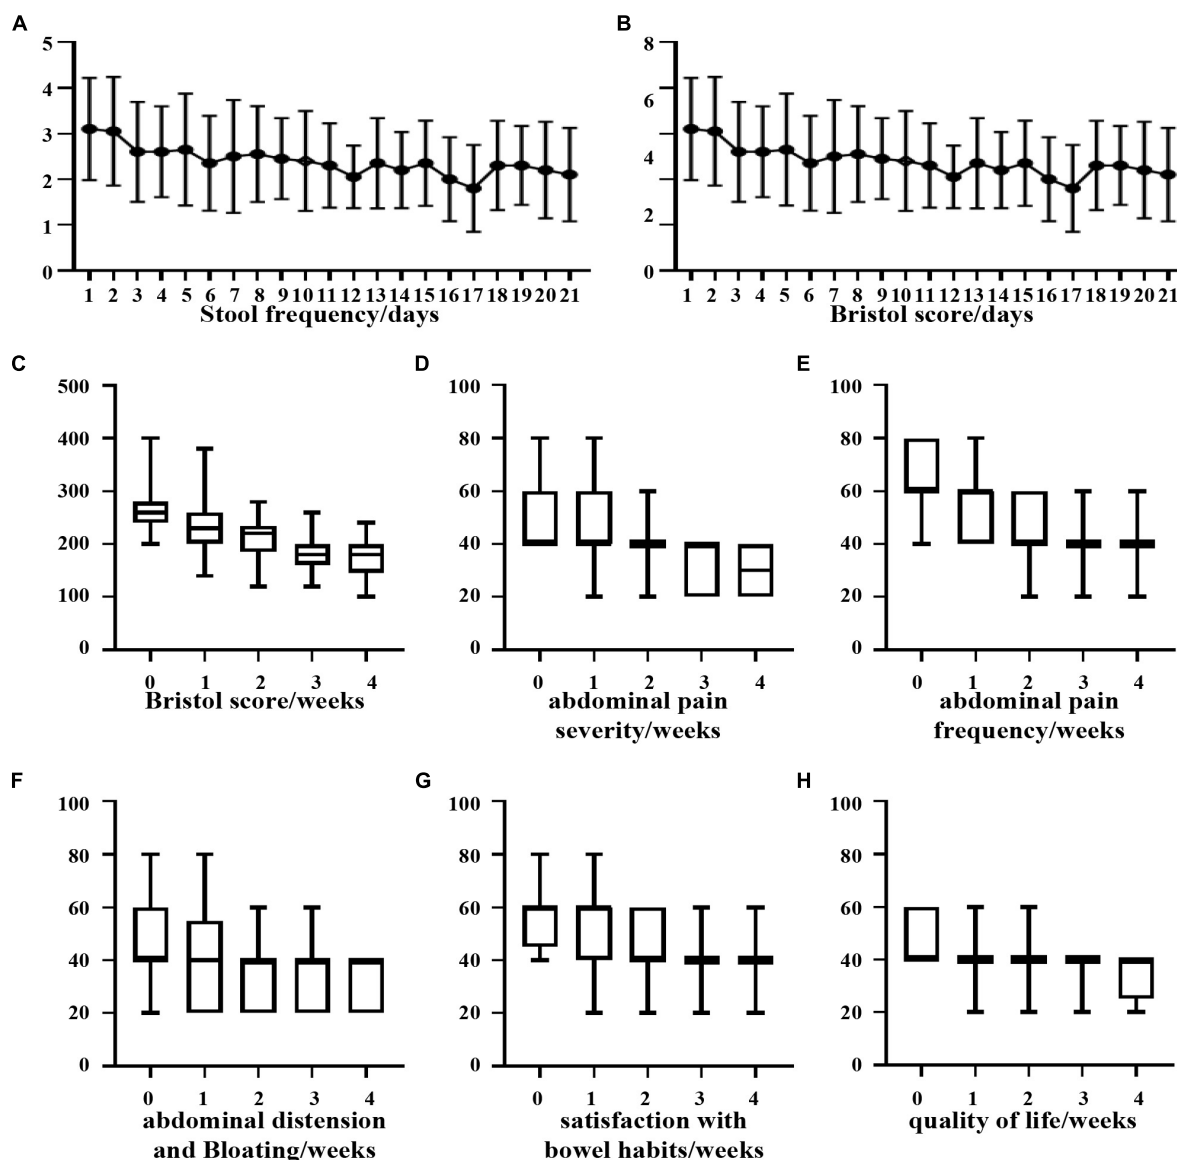 A
B
5
4
3
2
1
0
1 2 3 4 5 6 7 8 9 10 11 12 13 14 15 16 17 18 19 20 21
Stool frequency/days
8
6
4
2
0
1 2 3 4 5 6 7 8 9 10 11 12 13 14 15 16 17 18 19 20 21
Bristol score/days
C
500
400
300
200
100
0
0 1 2 3 4
Bristol score/weeks
D
100
80
60
40
20
0
0 1 2 3 4
abdominal pain
severity/weeks
E
100
80
60
40
20
0
0 1 2 3 4
abdominal pain
frequency/weeks
F
100
80
60
40
20
0
0 1 2 3 4
abdominal distension
and Bloating/weeks
G
100
80
60
40
20
0
0 1 2 3 4
satisfaction with
bowel habits/weeks
H
100
80
60
40
20
0
0 1 2 3 4
quality of life/weeks